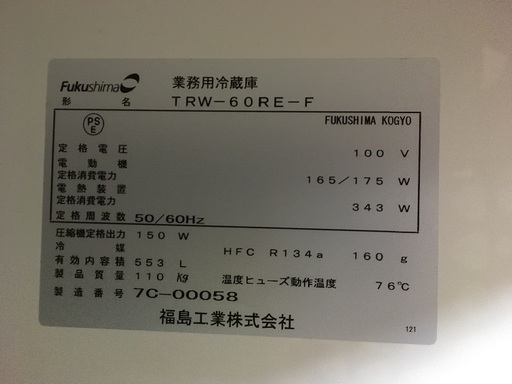 Fukushima 業務用冷蔵庫
形 名 TRW-60RE-F
PS
E
FUKUSHIMA KOGYO
定格電圧 100 V
電動機
定格消費電力 165/175 W
電熱装置
定格消費電力 343 W
定格周波数 50/60Hz
圧縮機定格出力 150 W
冷 媒 HFC R134a 160 g
有効内容積 553 L
製品質量 110 Kg 温度ヒューズ動作温度 76℃
製造番号 7C-00058
福島工業株式会社
121